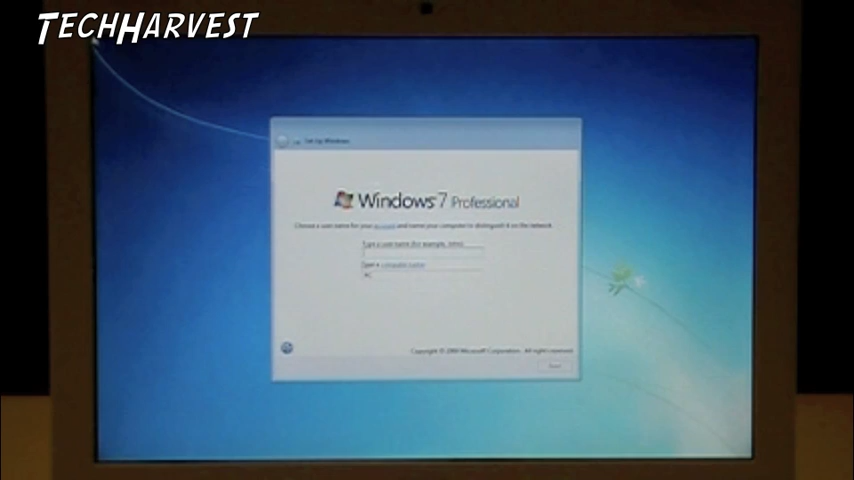 TECHHARVEST
Set Up Windows
Windows 7 Professional
Choose a user name for your account and name your computer to distinguish it on the network.
Type a user name (for example, John):
Type a computer name:
PC
Copyright © 2009 Microsoft Corporation. All rights reserved.
Next